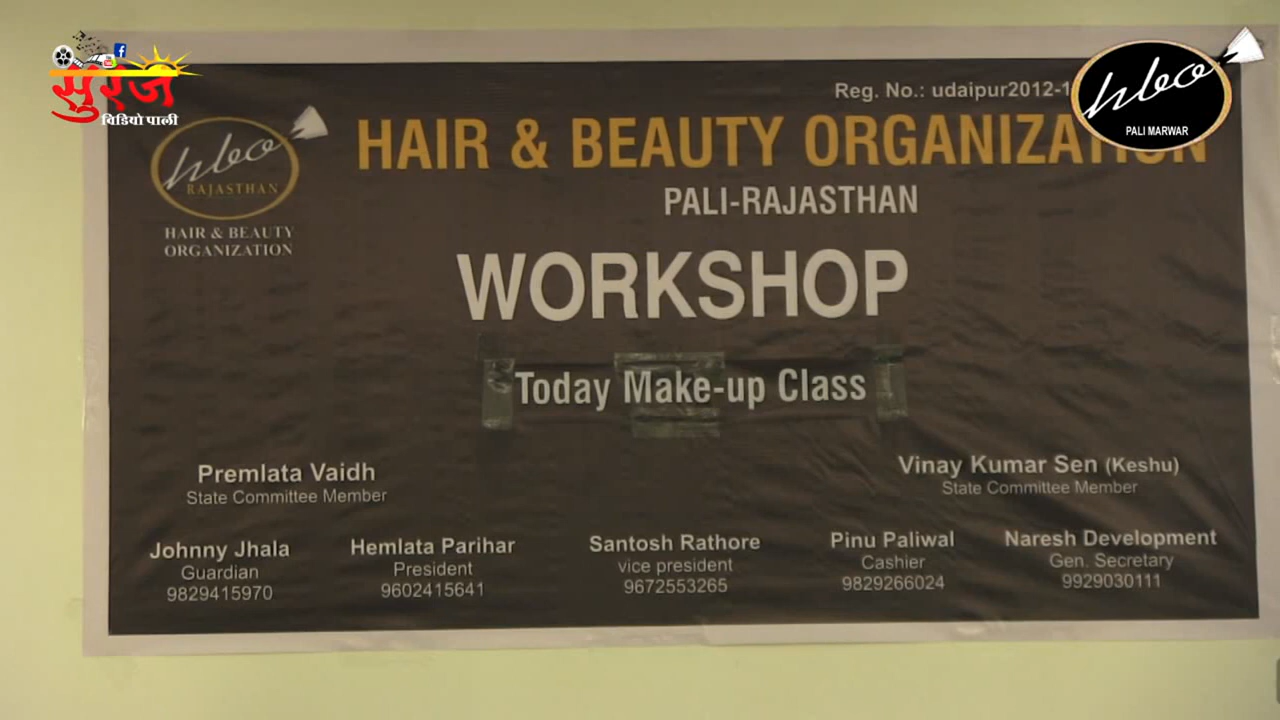 सुरज
विडियो पाली
hbo
PALI MARWAR
Reg. No.: udaipur2012-1
hbo
RAJASTHAN
HAIR & BEAUTY
ORGANIZATION
HAIR & BEAUTY ORGANIZATION
PALI-RAJASTHAN
WORKSHOP
Today Make-up Class
Premlata Vaidh
State Committee Member
Vinay Kumar Sen (Keshu)
State Committee Member
Johnny Jhala
Guardian
9829415970
Hemlata Parihar
President
9602415641
Santosh Rathore
vice president
9672553265
Pinu Paliwal
Cashier
9829266024
Naresh Development
Gen. Secretary
9929030111